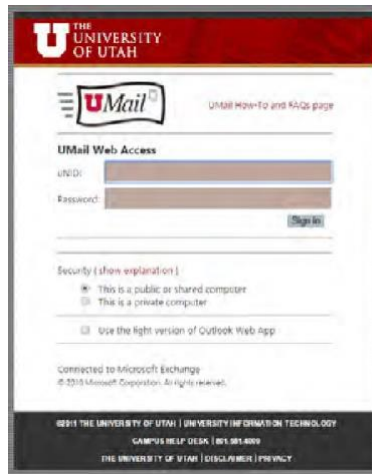 U THE
UNIVERSITY
OF UTAH
UMail
UMail How-To and FAQs page
UMail Web Access
uNID:
Password:
Sign in
Security ( show explanation )
This is a public or shared computer
This is a private computer
Use the light version of Outlook Web App
Connected to Microsoft Exchange
© 2010 Microsoft Corporation. All rights reserved.
©2011 THE UNIVERSITY OF UTAH | UNIVERSITY INFORMATION TECHNOLOGY
CAMPUS HELP DESK | 801.581.4000
THE UNIVERSITY OF UTAH | DISCLAIMER | PRIVACY